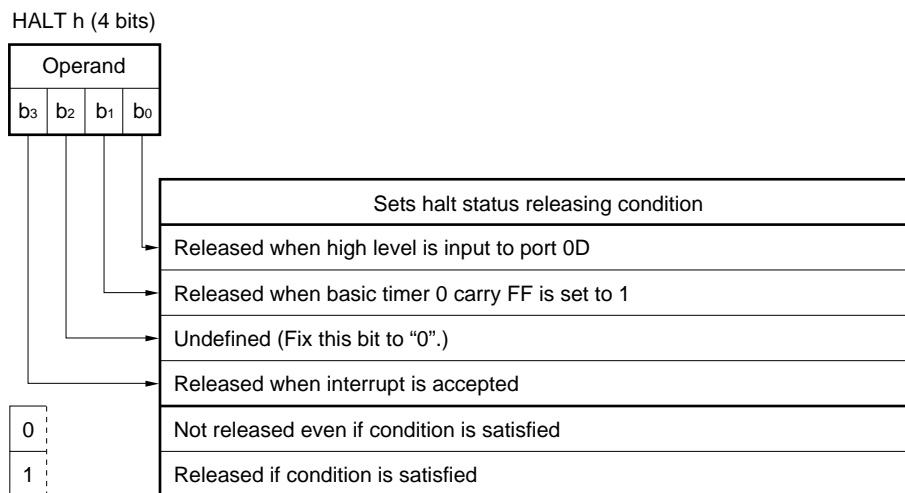 HALT h (4 bits)
Operand
b3 b2 b1 b0
Sets halt status releasing condition
Released when high level is input to port 0D
Released when basic timer 0 carry FF is set to 1
Undefined (Fix this bit to “0”.)
Released when interrupt is accepted
0 Not released even if condition is satisfied
1 Released if condition is satisfied